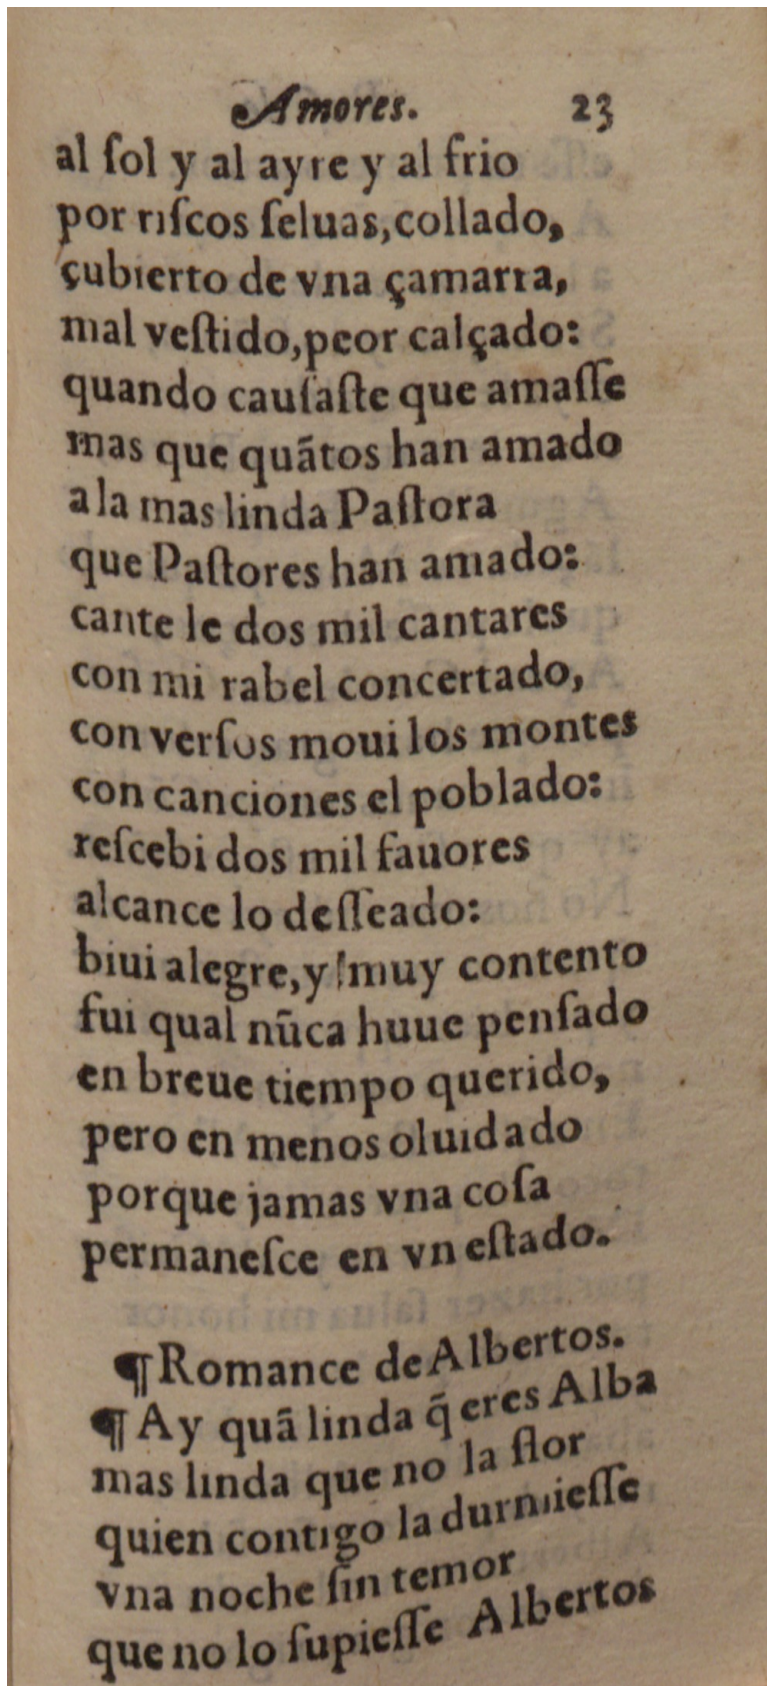 Amores. 23
al ſol y al ayre y al frio
por riſcos ſeluas, collado,
çubierto de vna çamarra,
mal veſtido, peor calçado:
quando cauſaſte que amaſſe
mas que quãtos han amado
a la mas linda Paſtora
que Paſtores han amado:
cante le dos mil cantares
con mi rabel concertado,
con verſos moui los montes
con canciones el poblado:
reſcebi dos mil fauores
alcance lo deſſeado:
biui alegre, y muy contento
fui qual nũca huue penſado
en breue tiempo querido,
pero en menos oluidado
porque jamas vna coſa
permaneſce en vn eſtado.
¶ Romance de Albertos.
¶ Ay quã linda q̃ eres Alba
mas linda que no la flor
quien contigo la durmieſſe
vna noche ſin temor
que no lo ſupieſſe Albertos